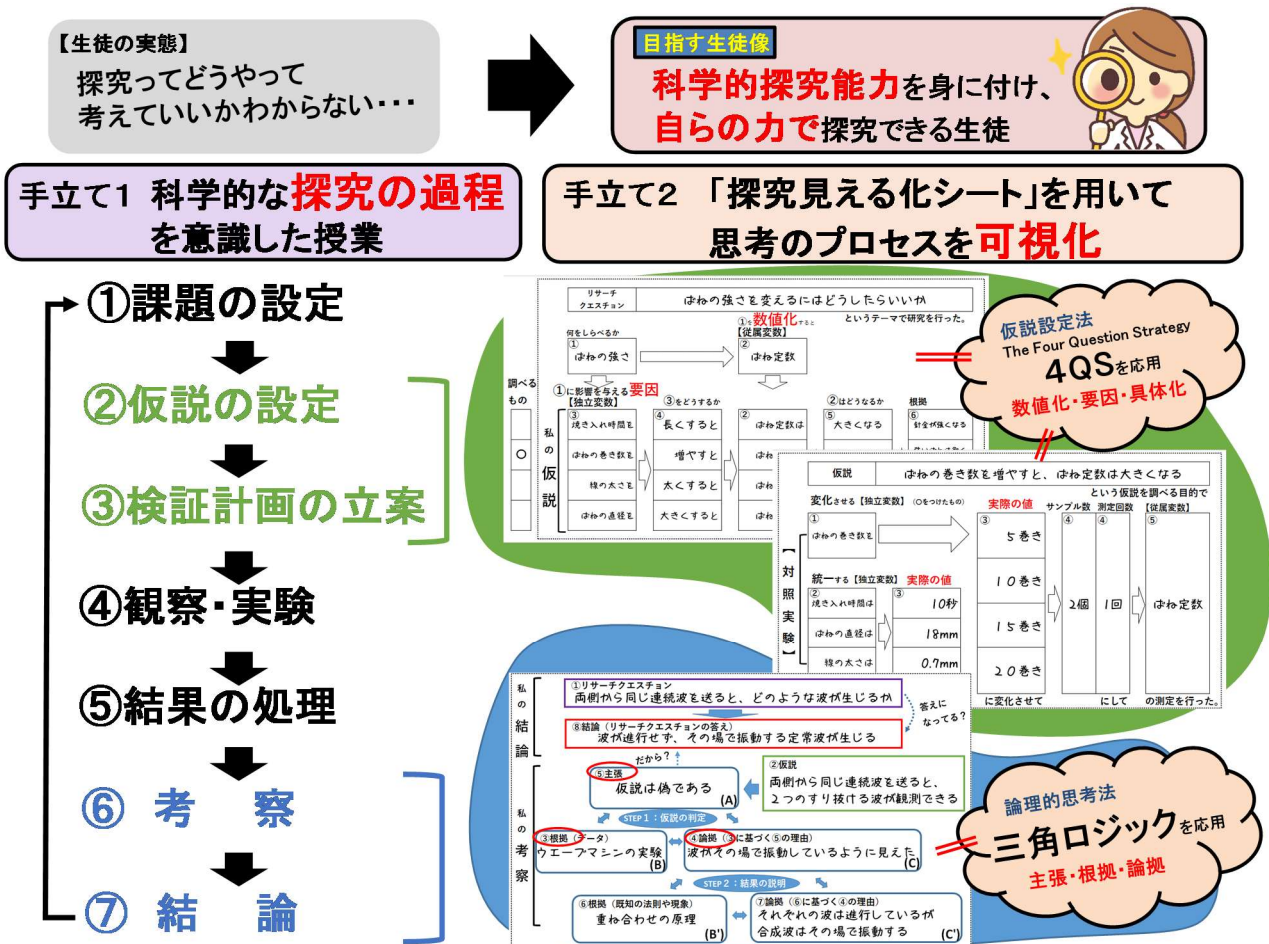 【生徒の実態】
探究ってどうやって
考えていいかわからない・・・
目指す生徒像
科学的探究能力を身に付け、
自らの力で探究できる生徒
手立て1 科学的な探究の過程
を意識した授業
手立て2 「探究見える化シート」を用いて
思考のプロセスを可視化
①課題の設定
②仮説の設定
③検証計画の立案
④観察・実験
⑤結果の処理
⑥ 考 察
⑦ 結 論
リサーチ
クエスチョン
ばねの強さを変えるにはどうしたらいいか
というテーマで研究を行った。
何をしらべるか
①
ばねの強さ
①を数値化すると
【従属変数】
②
ばね定数
調べる
もの
○
①に影響を与える要因
【独立変数】
③をどうするか
②はどうなるか
根拠
私の仮説
③
焼き入れ時間を
④
長くすると
②
ばね定数は
⑤
大きくなる
⑥
針金が強くなる
ばねの巻き数を
増やすと
ばね
線の太さを
太くすると
ばね
ばねの直径を
大きくすると
ばね
仮説設定法
The Four Question Strategy
4QSを応用
数値化・要因・具体化
仮説
ばねの巻き数を増やすと、ばね定数は大きくなる
という仮説を調べる目的で
変化させる【独立変数】 (○をつけたもの)
実際の値
サンプル数
測定回数
【従属変数】
【対照実験】
①
ばねの巻き数を
③
5巻き
10巻き
15巻き
20巻き
④
2個
④
1回
⑤
ばね定数
統一する【独立変数】 実際の値
②
焼き入れ時間は
③
10秒
ばねの直径は
18mm
線の太さは
0.7mm
に変化させて
にして
の測定を行った。
私の結論
①リサーチクエスチョン
両側から同じ連続波を送ると、どのような波が生じるか
答えに
なってる?
⑧結論（リサーチクエスチョンの答え）
波が進行せず、その場で振動する定常波が生じる
だから?
私の考察
⑤主張
仮説は偽である
(A)
②仮説
両側から同じ連続波を送ると、
2つのすり抜ける波が観測できる
STEP1：仮説の判定
③根拠（データ）
ウエーブマシンの実験
(B)
④論拠（③に基づく⑤の理由）
波がその場で振動しているように見えた
(C)
STEP2：結果の説明
⑥根拠（既知の法則や現象）
重ね合わせの原理
(B')
⑦論拠（⑥に基づく④の理由）
それぞれの波は進行しているが
合成波はその場で振動する
(C')
論理的思考法
三角ロジックを応用
主張・根拠・論拠